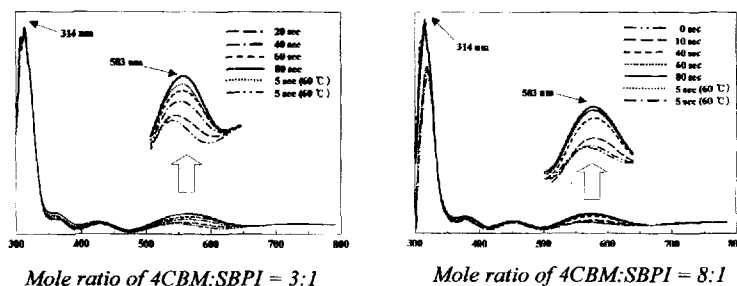 314 nm
583 nm
20 sec
40 sec
60 sec
80 sec
5 sec (60 ℃)
5 sec (60 ℃)
300 400 500 600 700 800
Mole ratio of 4CBM:SBPI = 3:1
314 nm
583 nm
0 sec
10 sec
40 sec
60 sec
80 sec
5 sec (60 ℃)
5 sec (60 ℃)
300 400 500 600 700 800
Mole ratio of 4CBM:SBPI = 8:1